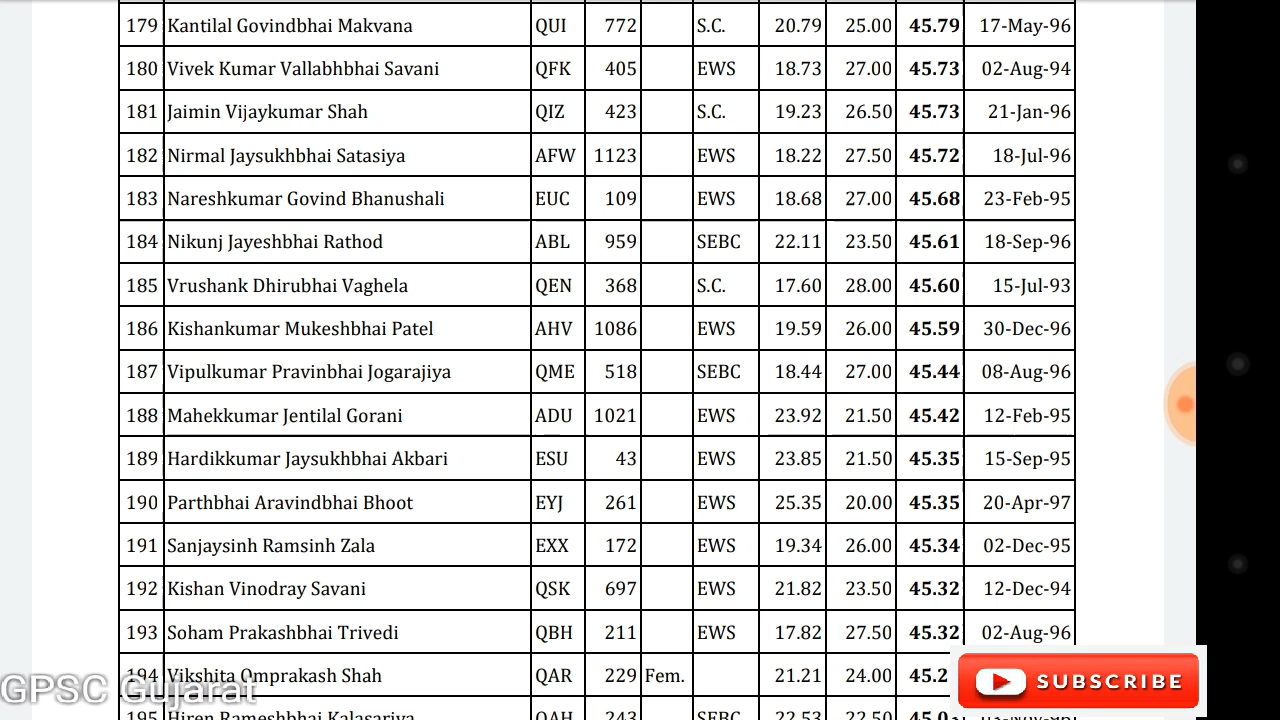 179 Kantilal Govindbhai Makvana QUI 772 S.C. 20.79 25.00 45.79 17-May-96
180 Vivek Kumar Vallabhbhai Savani QFK 405 EWS 18.73 27.00 45.73 02-Aug-94
181 Jaimin Vijaykumar Shah QIZ 423 S.C. 19.23 26.50 45.73 21-Jan-96
182 Nirmal Jaysukhbhai Satasiya AFW 1123 EWS 18.22 27.50 45.72 18-Jul-96
183 Nareshkumar Govind Bhanushali EUC 109 EWS 18.68 27.00 45.68 23-Feb-95
184 Nikunj Jayeshbhai Rathod ABL 959 SEBC 22.11 23.50 45.61 18-Sep-96
185 Vrushank Dhirubhai Vaghela QEN 368 S.C. 17.60 28.00 45.60 15-Jul-93
186 Kishankumar Mukeshbhai Patel AHV 1086 EWS 19.59 26.00 45.59 30-Dec-96
187 Vipulkumar Pravinbhai Jogarajiya QME 518 SEBC 18.44 27.00 45.44 08-Aug-96
188 Mahekkumar Jentilal Gorani ADU 1021 EWS 23.92 21.50 45.42 12-Feb-95
189 Hardikkumar Jaysukhbhai Akbari ESU 43 EWS 23.85 21.50 45.35 15-Sep-95
190 Parthbhai Aravindbhai Bhoot EYJ 261 EWS 25.35 20.00 45.35 20-Apr-97
191 Sanjaysinh Ramsinh Zala EXX 172 EWS 19.34 26.00 45.34 02-Dec-95
192 Kishan Vinodray Savani QSK 697 EWS 21.82 23.50 45.32 12-Dec-94
193 Soham Prakashbhai Trivedi QBH 211 EWS 17.82 27.50 45.32 02-Aug-96
194 Vikshita Omprakash Shah QAR 229 Fem. 21.21 24.00 45.2
GPSC Gujarat
SUBSCRIBE
195 Hiren Rameshbhai Kalasariya QAH 243 SEBC 22.53 22.50